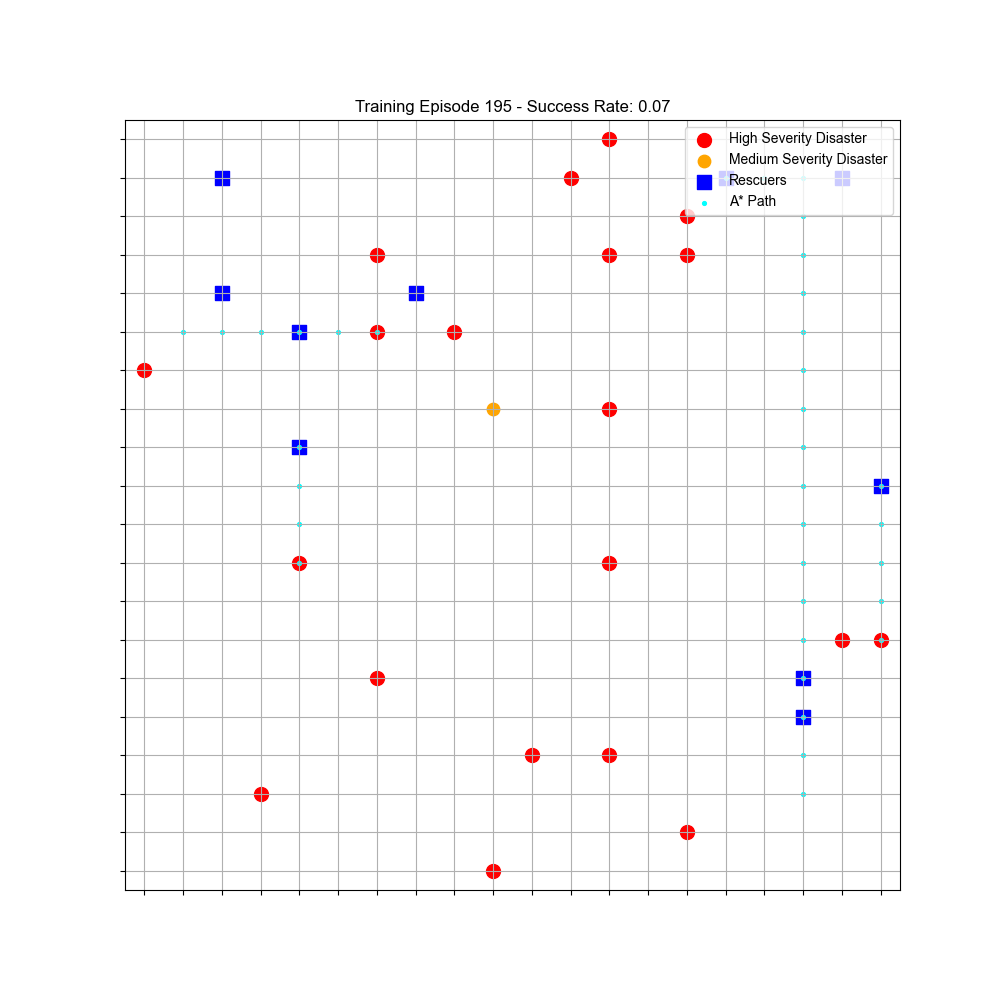 Training Episode 195 - Success Rate: 0.07
High Severity Disaster
Medium Severity Disaster
Rescuers
A* Path